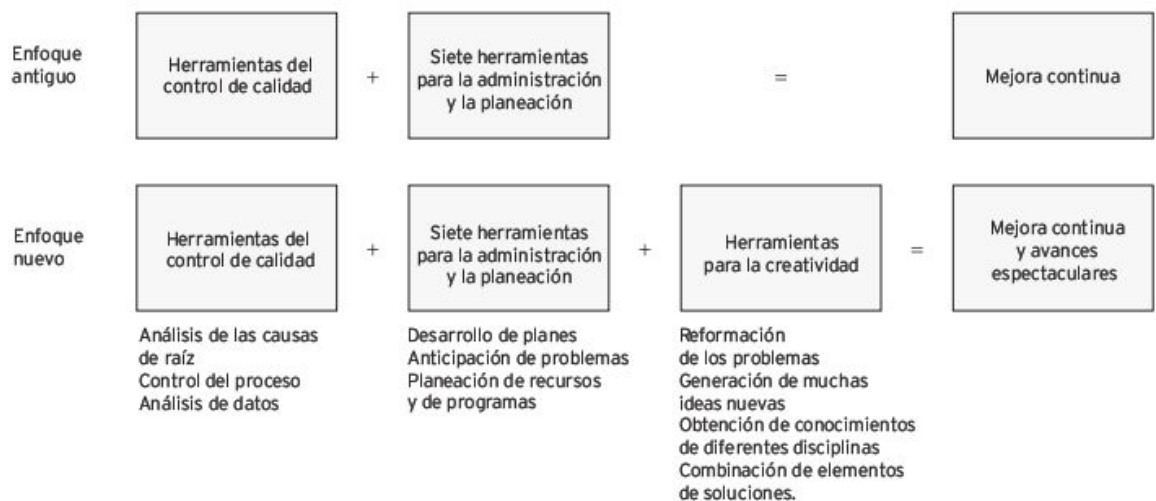 Enfoque
antiguo
Herramientas del
control de calidad
+
Siete herramientas
para la administración
y la planeación
=
Mejora continua
Enfoque
nuevo
Herramientas del
control de calidad
+
Siete herramientas
para la administración
y la planeación
+
Herramientas
para la creatividad
=
Mejora continua
y avances
espectaculares
Análisis de las causas
de raíz
Control del proceso
Análisis de datos
Desarrollo de planes
Anticipación de problemas
Planeación de recursos
y de programas
Reformación
de los problemas
Generación de muchas
ideas nuevas
Obtención de conocimientos
de diferentes disciplinas
Combinación de elementos
de soluciones.